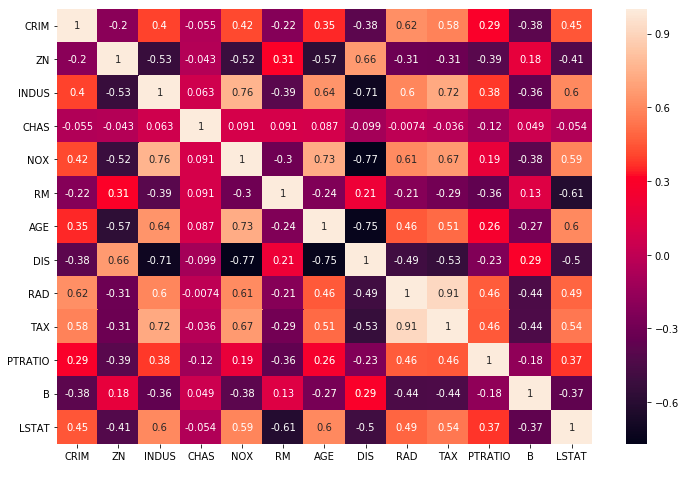 CRIM 1 -0.2 0.4 -0.055 0.42 -0.22 0.35 -0.38 0.62 0.58 0.29 -0.38 0.45
ZN -0.2 1 -0.53 -0.043 -0.52 0.31 -0.57 0.66 -0.31 -0.31 -0.39 0.18 -0.41
INDUS 0.4 -0.53 1 0.063 0.76 -0.39 0.64 -0.71 0.6 0.72 0.38 -0.36 0.6
CHAS -0.055 -0.043 0.063 1 0.091 0.091 0.087 -0.099 -0.0074 -0.036 -0.12 0.049 -0.054
NOX 0.42 -0.52 0.76 0.091 1 -0.3 0.73 -0.77 0.61 0.67 0.19 -0.38 0.59
RM -0.22 0.31 -0.39 0.091 -0.3 1 -0.24 0.21 -0.21 -0.29 -0.36 0.13 -0.61
AGE 0.35 -0.57 0.64 0.087 0.73 -0.24 1 -0.75 0.46 0.51 0.26 -0.27 0.6
DIS -0.38 0.66 -0.71 -0.099 -0.77 0.21 -0.75 1 -0.49 -0.53 -0.23 0.29 -0.5
RAD 0.62 -0.31 0.6 -0.0074 0.61 -0.21 0.46 -0.49 1 0.91 0.46 -0.44 0.49
TAX 0.58 -0.31 0.72 -0.036 0.67 -0.29 0.51 -0.53 0.91 1 0.46 -0.44 0.54
PTRATIO 0.29 -0.39 0.38 -0.12 0.19 -0.36 0.26 -0.23 0.46 0.46 1 -0.18 0.37
B -0.38 0.18 -0.36 0.049 -0.38 0.13 -0.27 0.29 -0.44 -0.44 -0.18 1 -0.37
LSTAT 0.45 -0.41 0.6 -0.054 0.59 -0.61 0.6 -0.5 0.49 0.54 0.37 -0.37 1
CRIM ZN INDUS CHAS NOX RM AGE DIS RAD TAX PTRATIO B LSTAT
0.9
0.6
0.3
0.0
−0.3
−0.6